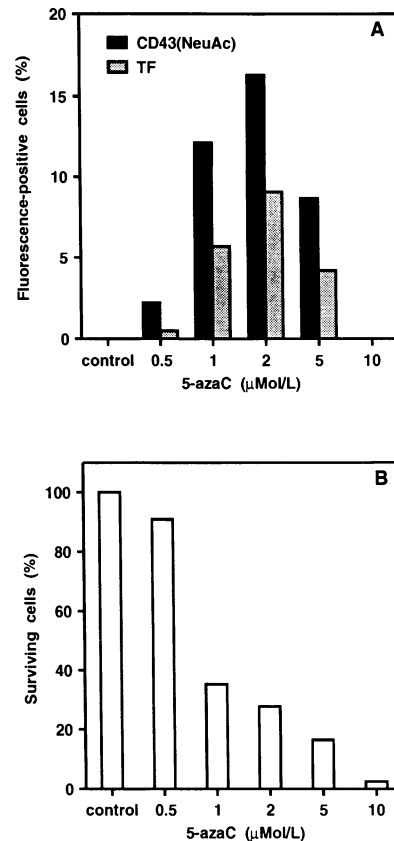 A
CD43(NeuAc)
TF
Fluorescence-positive cells (%)
20
15
10
5
0
control 0.5 1 2 5 10
5-azaC (μMol/L)
B
Surviving cells (%)
100
80
60
40
20
0
control 0.5 1 2 5 10
5-azaC (μMol/L)